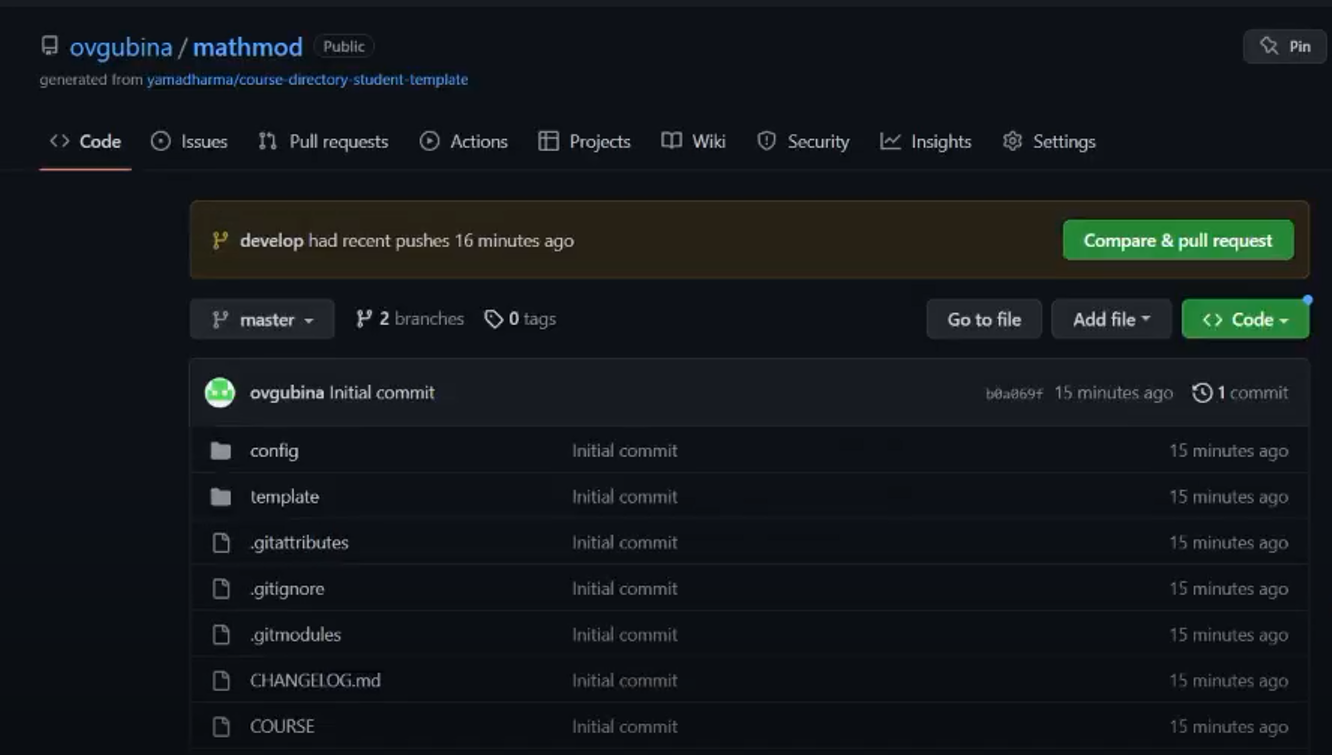 ovgubina / mathmod Public Pin
generated from yamadharma/course-directory-student-template
Code Issues Pull requests Actions Projects Wiki Security Insights Settings
develop had recent pushes 16 minutes ago Compare & pull request
master 2 branches 0 tags Go to file Add file Code
ovgubina Initial commit b0a069f 15 minutes ago 1 commit
config Initial commit 15 minutes ago
template Initial commit 15 minutes ago
.gitattributes Initial commit 15 minutes ago
.gitignore Initial commit 15 minutes ago
.gitmodules Initial commit 15 minutes ago
CHANGELOG.md Initial commit 15 minutes ago
COURSE Initial commit 15 minutes ago